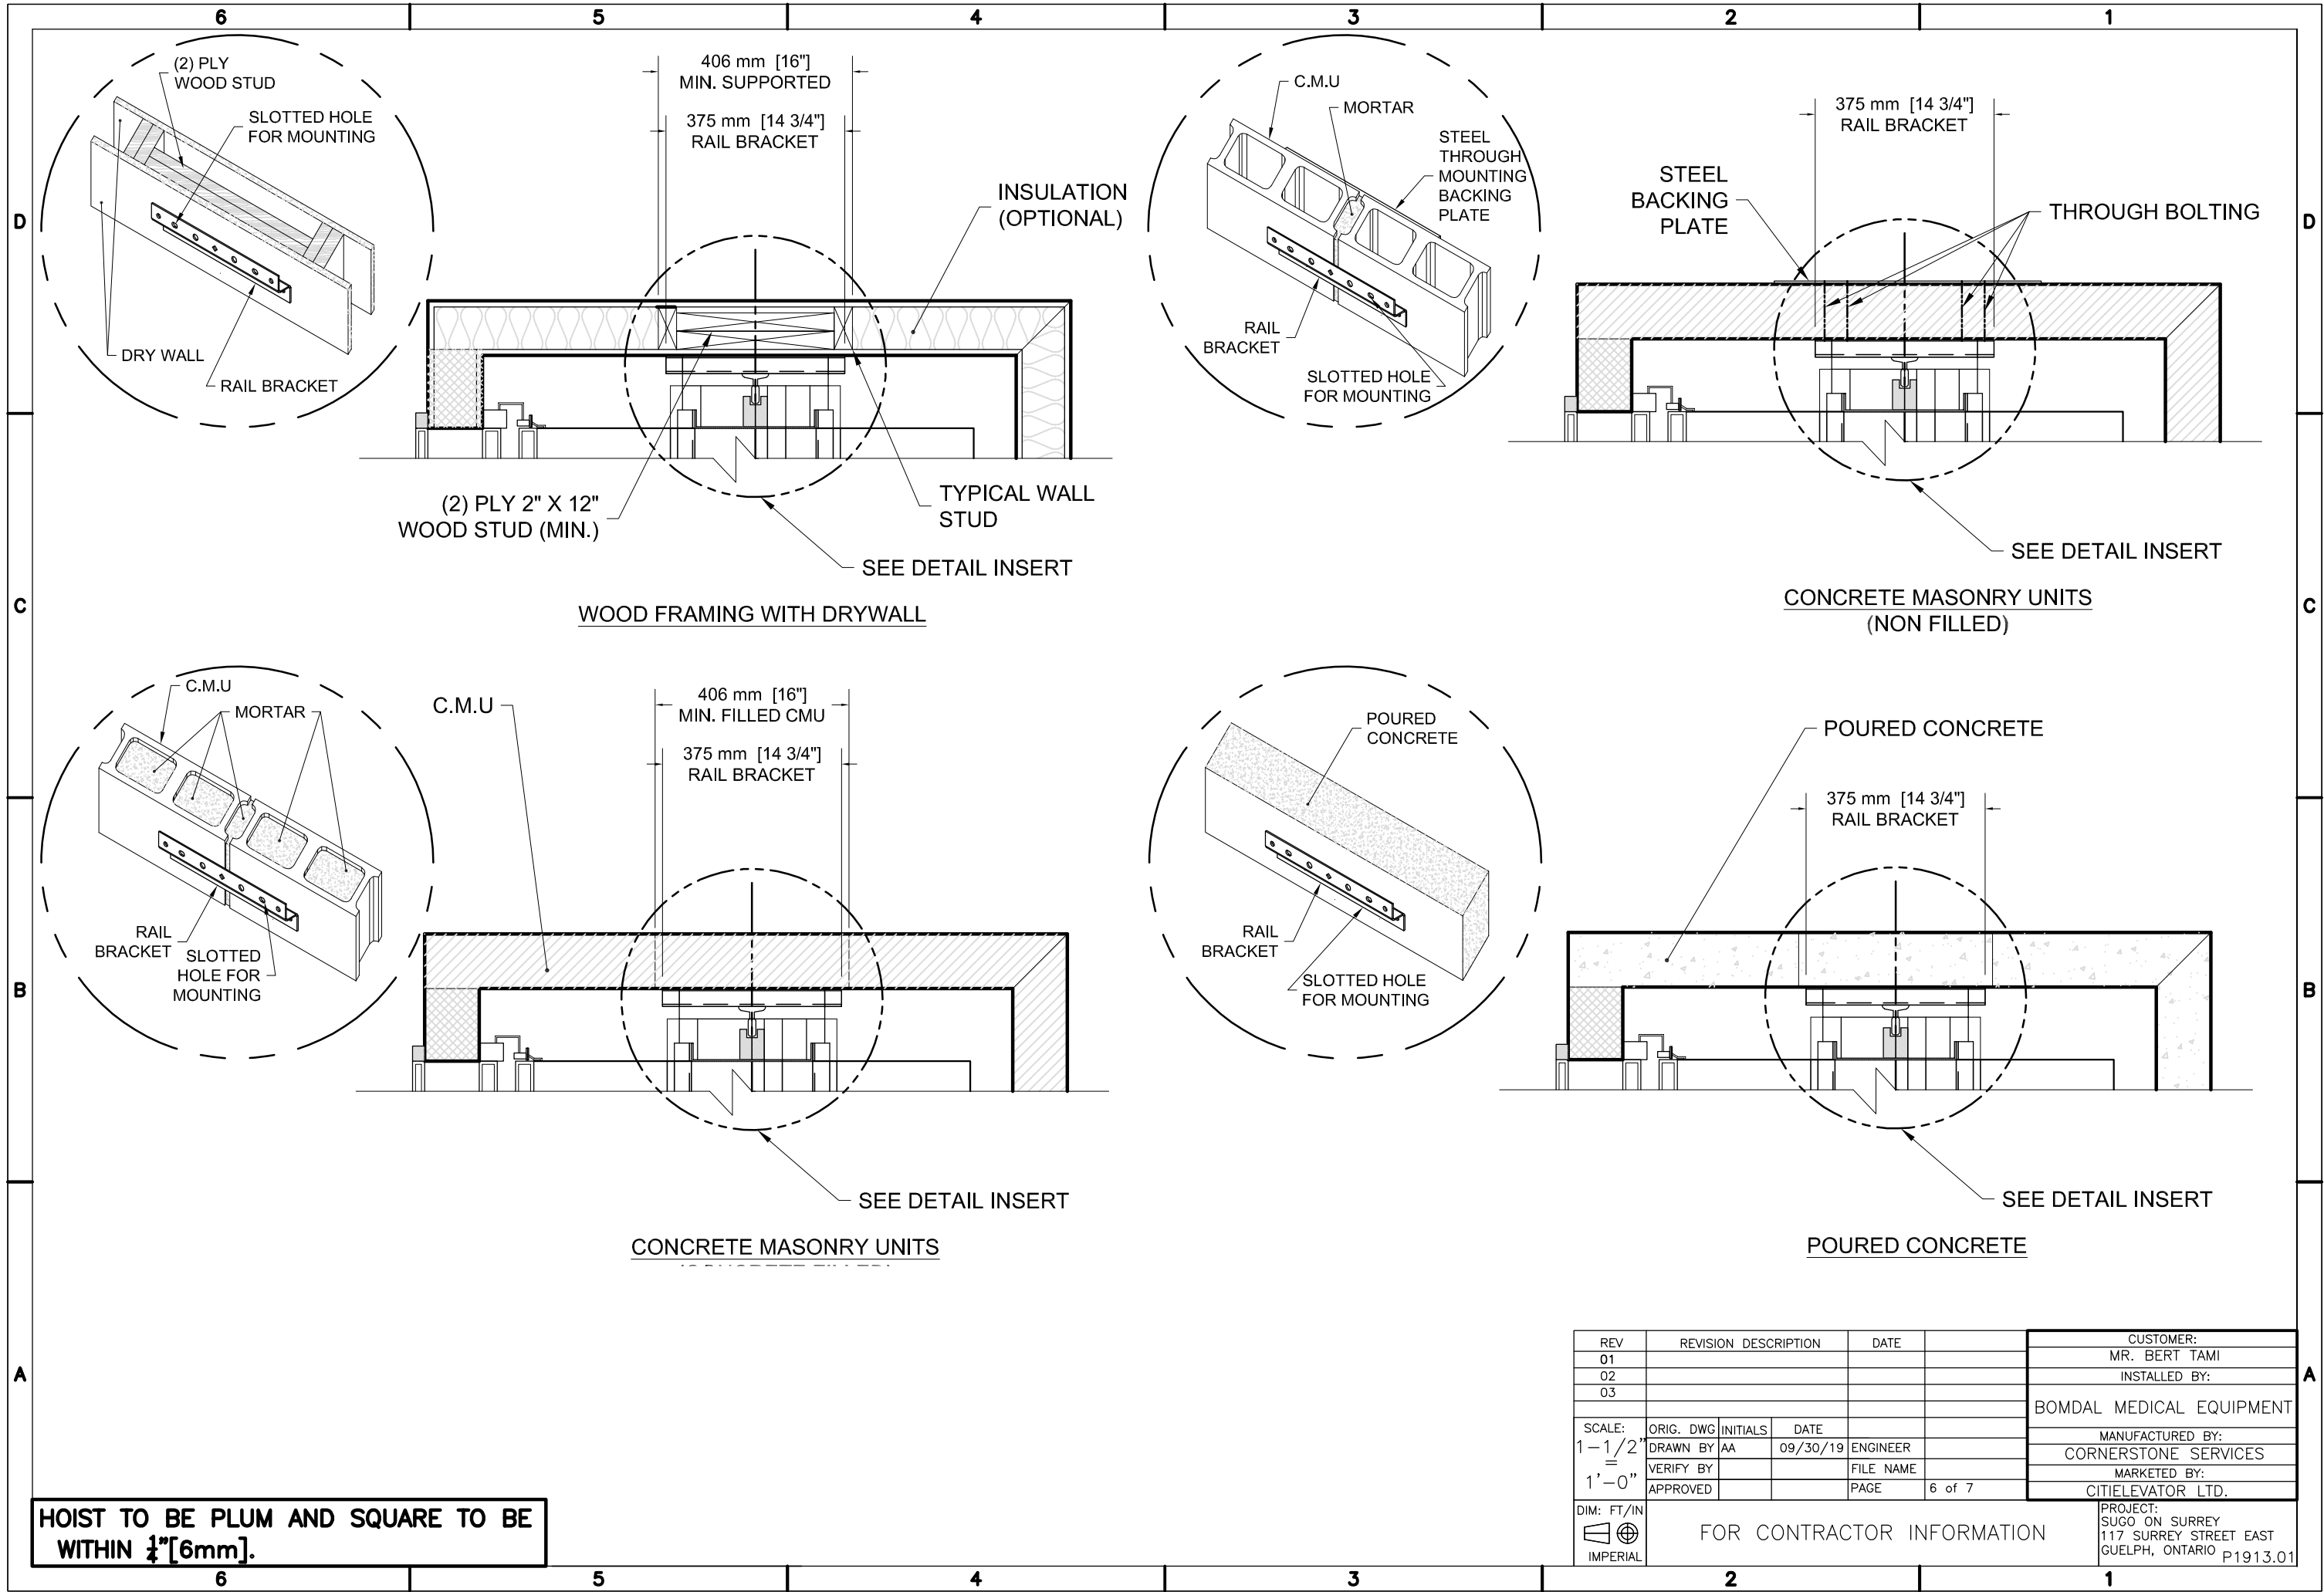 6 5 4 3 2 1
D
C
B
A
D
C
B
A
(2) PLY
WOOD STUD
SLOTTED HOLE
FOR MOUNTING
DRY WALL
RAIL BRACKET
406 mm [16"]
MIN. SUPPORTED
375 mm [14 3/4"]
RAIL BRACKET
INSULATION
(OPTIONAL)
(2) PLY 2" X 12"
WOOD STUD (MIN.)
TYPICAL WALL
STUD
SEE DETAIL INSERT
WOOD FRAMING WITH DRYWALL
C.M.U
MORTAR
STEEL
THROUGH
MOUNTING
BACKING
PLATE
RAIL
BRACKET
SLOTTED HOLE
FOR MOUNTING
375 mm [14 3/4"]
RAIL BRACKET
STEEL
BACKING
PLATE
THROUGH BOLTING
SEE DETAIL INSERT
CONCRETE MASONRY UNITS
(NON FILLED)
C.M.U
MORTAR
RAIL
BRACKET
SLOTTED
HOLE FOR
MOUNTING
C.M.U
406 mm [16"]
MIN. FILLED CMU
375 mm [14 3/4"]
RAIL BRACKET
SEE DETAIL INSERT
CONCRETE MASONRY UNITS
POURED
CONCRETE
RAIL
BRACKET
SLOTTED HOLE
FOR MOUNTING
POURED CONCRETE
375 mm [14 3/4"]
RAIL BRACKET
SEE DETAIL INSERT
POURED CONCRETE
HOIST TO BE PLUM AND SQUARE TO BE
WITHIN ¼"[6mm].
REV REVISION DESCRIPTION DATE
01
02
03
SCALE:
1-1/2"
=
1'-0"
ORIG. DWG INITIALS DATE
DRAWN BY AA 09/30/19 ENGINEER
VERIFY BY FILE NAME
APPROVED PAGE 6 of 7
DIM: FT/IN
IMPERIAL
FOR CONTRACTOR INFORMATION
CUSTOMER:
MR. BERT TAMI
INSTALLED BY:
BOMDAL MEDICAL EQUIPMENT
MANUFACTURED BY:
CORNERSTONE SERVICES
MARKETED BY:
CITIELEVATOR LTD.
PROJECT:
SUGO ON SURREY
117 SURREY STREET EAST
GUELPH, ONTARIO P1913.01
6 5 4 3 2 1